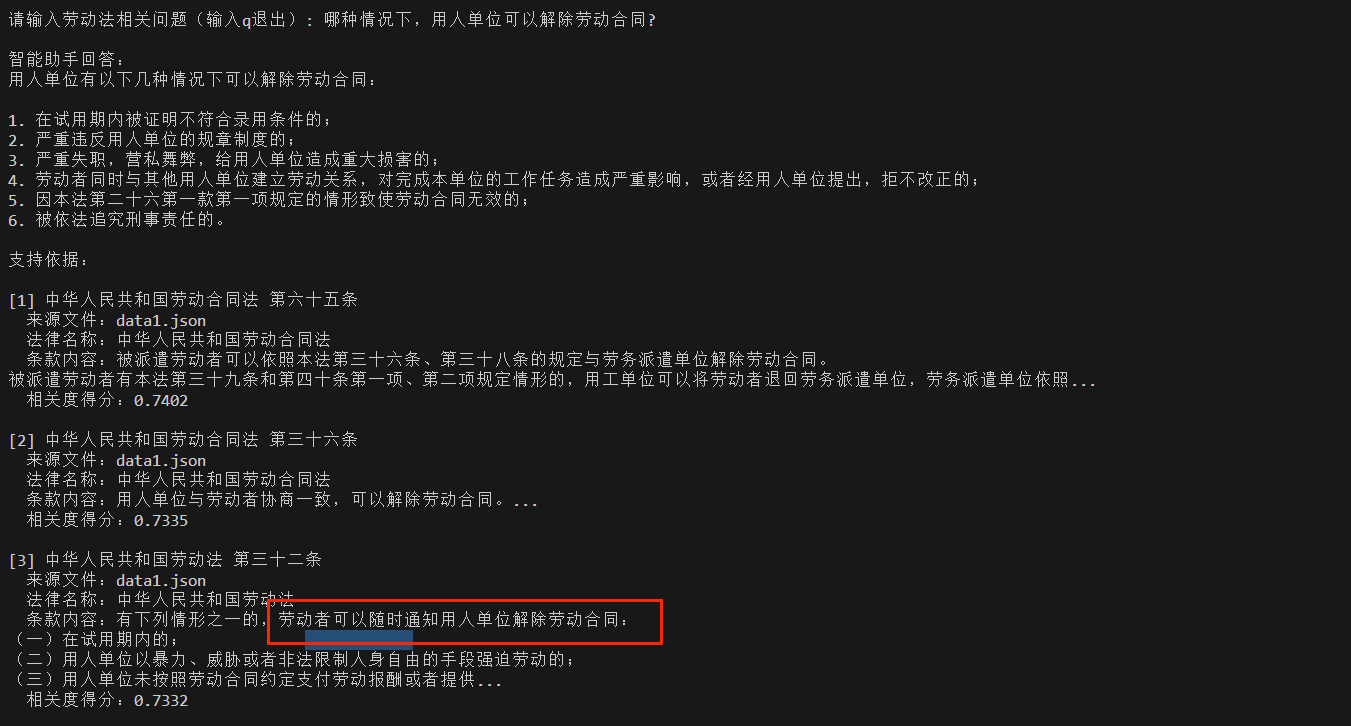 请输入劳动法相关问题（输入q退出）: 哪种情况下，用人单位可以解除劳动合同?
智能助手回答：
用人单位有以下几种情况下可以解除劳动合同：
1. 在试用期内被证明不符合录用条件的；
2. 严重违反用人单位的规章制度的；
3. 严重失职，营私舞弊，给用人单位造成重大损害的；
4. 劳动者同时与其他用人单位建立劳动关系，对完成本单位的工作任务造成严重影响，或者经用人单位提出，拒不改正的；
5. 因本法第二十六第一款第一项规定的情形致使劳动合同无效的；
6. 被依法追究刑事责任的。
支持依据：
[1] 中华人民共和国劳动合同法 第六十五条
来源文件：data1.json
法律名称：中华人民共和国劳动合同法
条款内容：被派遣劳动者可以依照本法第三十六条、第三十八条的规定与劳务派遣单位解除劳动合同。
被派遣劳动者有本法第三十九条和第四十条第一项、第二项规定情形的，用工单位可以将劳动者退回劳务派遣单位，劳务派遣单位依照...
相关度得分：0.7402
[2] 中华人民共和国劳动合同法 第三十六条
来源文件：data1.json
法律名称：中华人民共和国劳动合同法
条款内容：用人单位与劳动者协商一致，可以解除劳动合同。...
相关度得分：0.7335
[3] 中华人民共和国劳动法 第三十二条
来源文件：data1.json
法律名称：中华人民共和国劳动法
条款内容：有下列情形之一的，劳动者可以随时通知用人单位解除劳动合同：
（一）在试用期内的；
（二）用人单位以暴力、威胁或者非法限制人身自由的手段强迫劳动的；
（三）用人单位未按照劳动合同约定支付劳动报酬或者提供...
相关度得分：0.7332